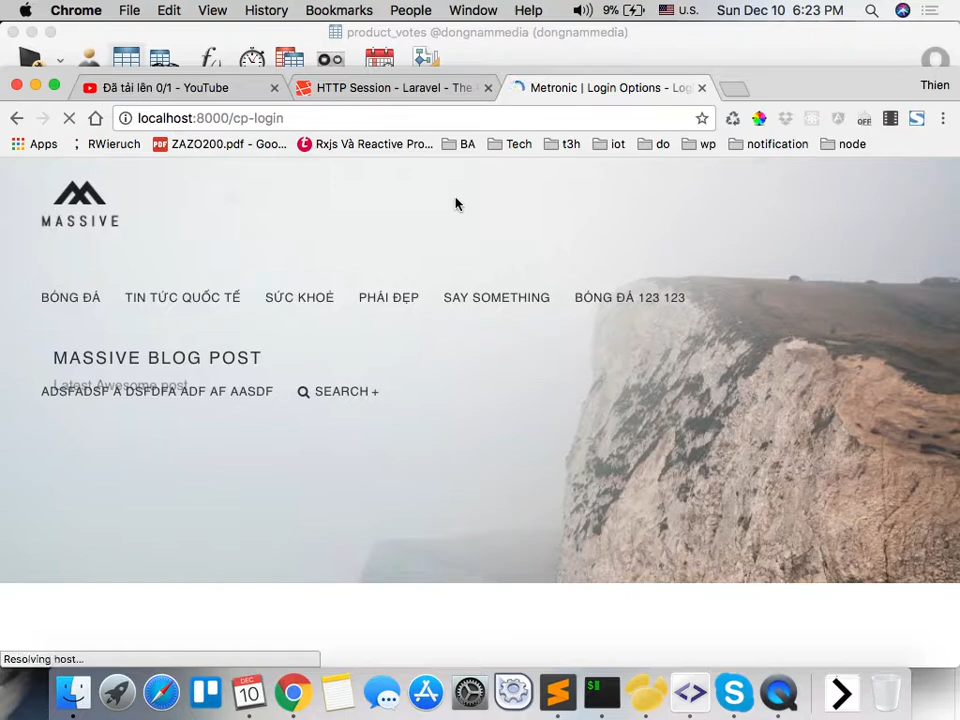 Chrome File Edit View History Bookmarks People Window Help 9% U.S. Sun Dec 10 6:23 PM
product_votes @dongnammedia (dongnammedia)
Đã tải lên 0/1 - YouTube
HTTP Session - Laravel - The
Metronic | Login Options - Log
Thien
localhost:8000/cp-login
Apps RWieruch ZAZO200.pdf - Goo... Rxjs Và Reactive Pro... BA Tech t3h iot do wp notification node
MASSIVE
BÓNG ĐÁ TIN TỨC QUỐC TẾ SỨC KHOẺ PHÁI ĐẸP SAY SOMETHING BÓNG ĐÁ 123 123
MASSIVE BLOG POST
Latest Awesome post
ADSFADSF A DSFDFA ADF AF AASDF SEARCH +
Resolving host...
DEC
10